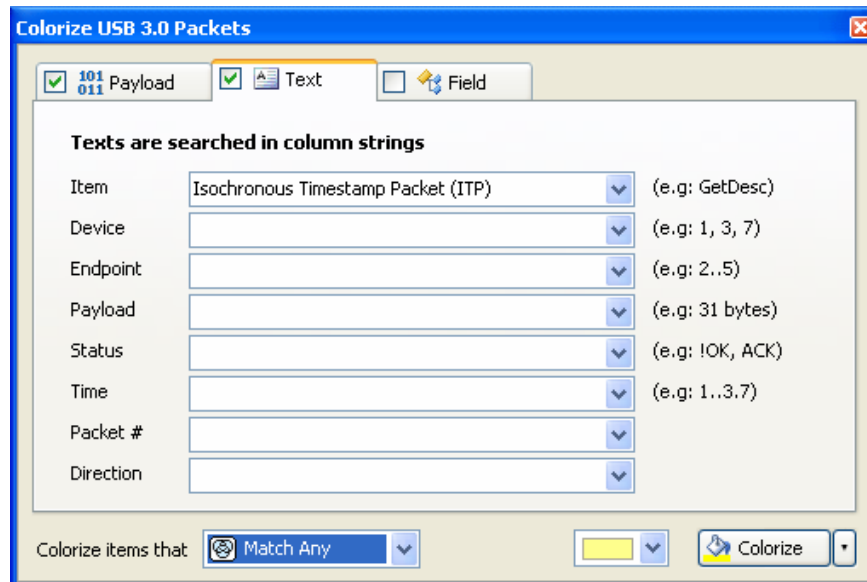 Colorize USB 3.0 Packets
101 011 Payload A Text Field
Texts are searched in column strings
Item Isochronous Timestamp Packet (ITP) (e.g: GetDesc)
Device (e.g: 1, 3, 7)
Endpoint (e.g: 2..5)
Payload (e.g: 31 bytes)
Status (e.g: !OK, ACK)
Time (e.g: 1..3.7)
Packet #
Direction
Colorize items that Match Any Colorize